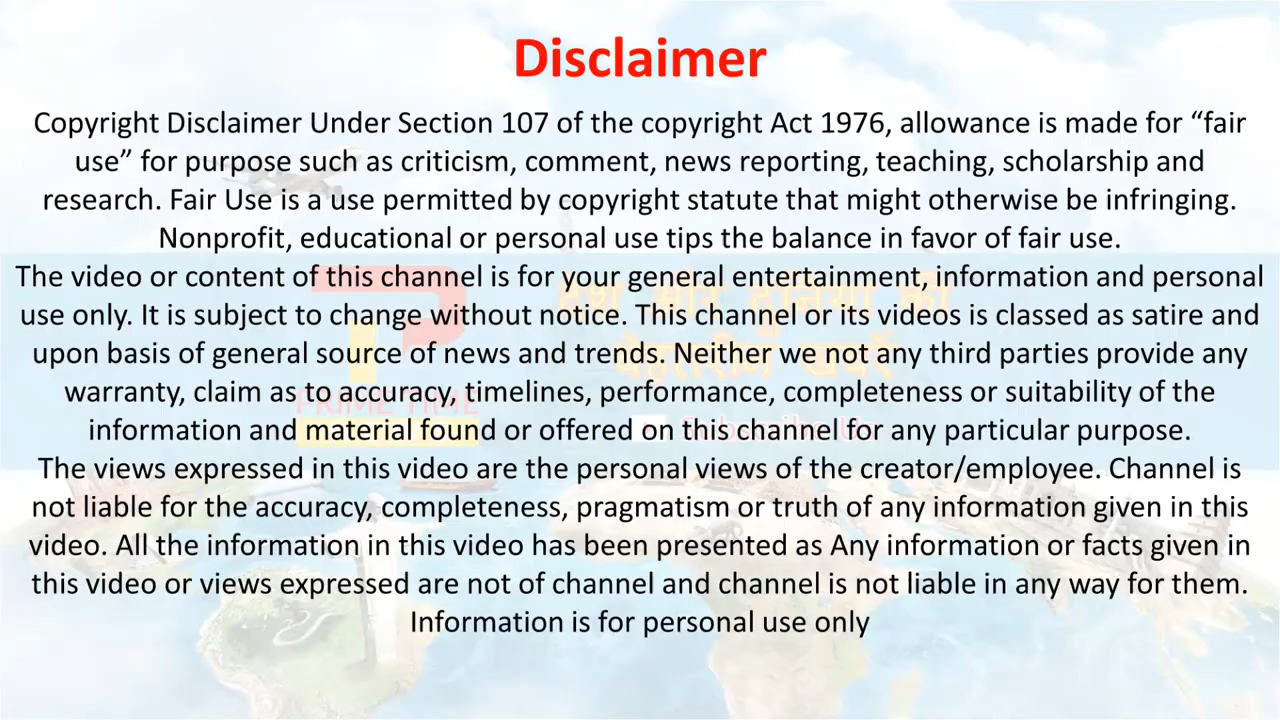 Disclaimer
Copyright Disclaimer Under Section 107 of the copyright Act 1976, allowance is made for “fair
use” for purpose such as criticism, comment, news reporting, teaching, scholarship and
research. Fair Use is a use permitted by copyright statute that might otherwise be infringing.
Nonprofit, educational or personal use tips the balance in favor of fair use.
The video or content of this channel is for your general entertainment, information and personal
use only. It is subject to change without notice. This channel or its videos is classed as satire and
upon basis of general source of news and trends. Neither we not any third parties provide any
warranty, claim as to accuracy, timelines, performance, completeness or suitability of the
information and material found or offered on this channel for any particular purpose.
The views expressed in this video are the personal views of the creator/employee. Channel is
not liable for the accuracy, completeness, pragmatism or truth of any information given in this
video. All the information in this video has been presented as Any information or facts given in
this video or views expressed are not of channel and channel is not liable in any way for them.
Information is for personal use only
देश और दुनिया की
बेहतरीन खबरें
PRIME TIME
Subscribe Us